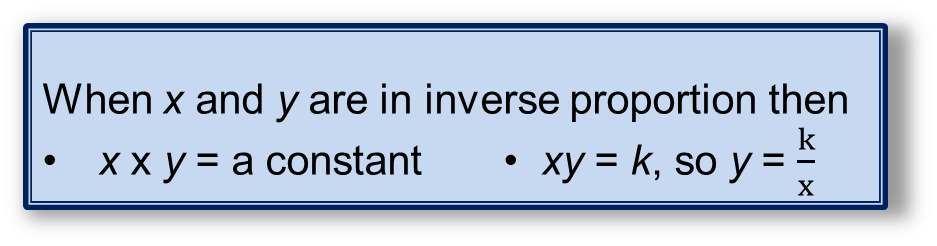 When x and y are in inverse proportion then
• x x y = a constant • xy = k, so y = k/x